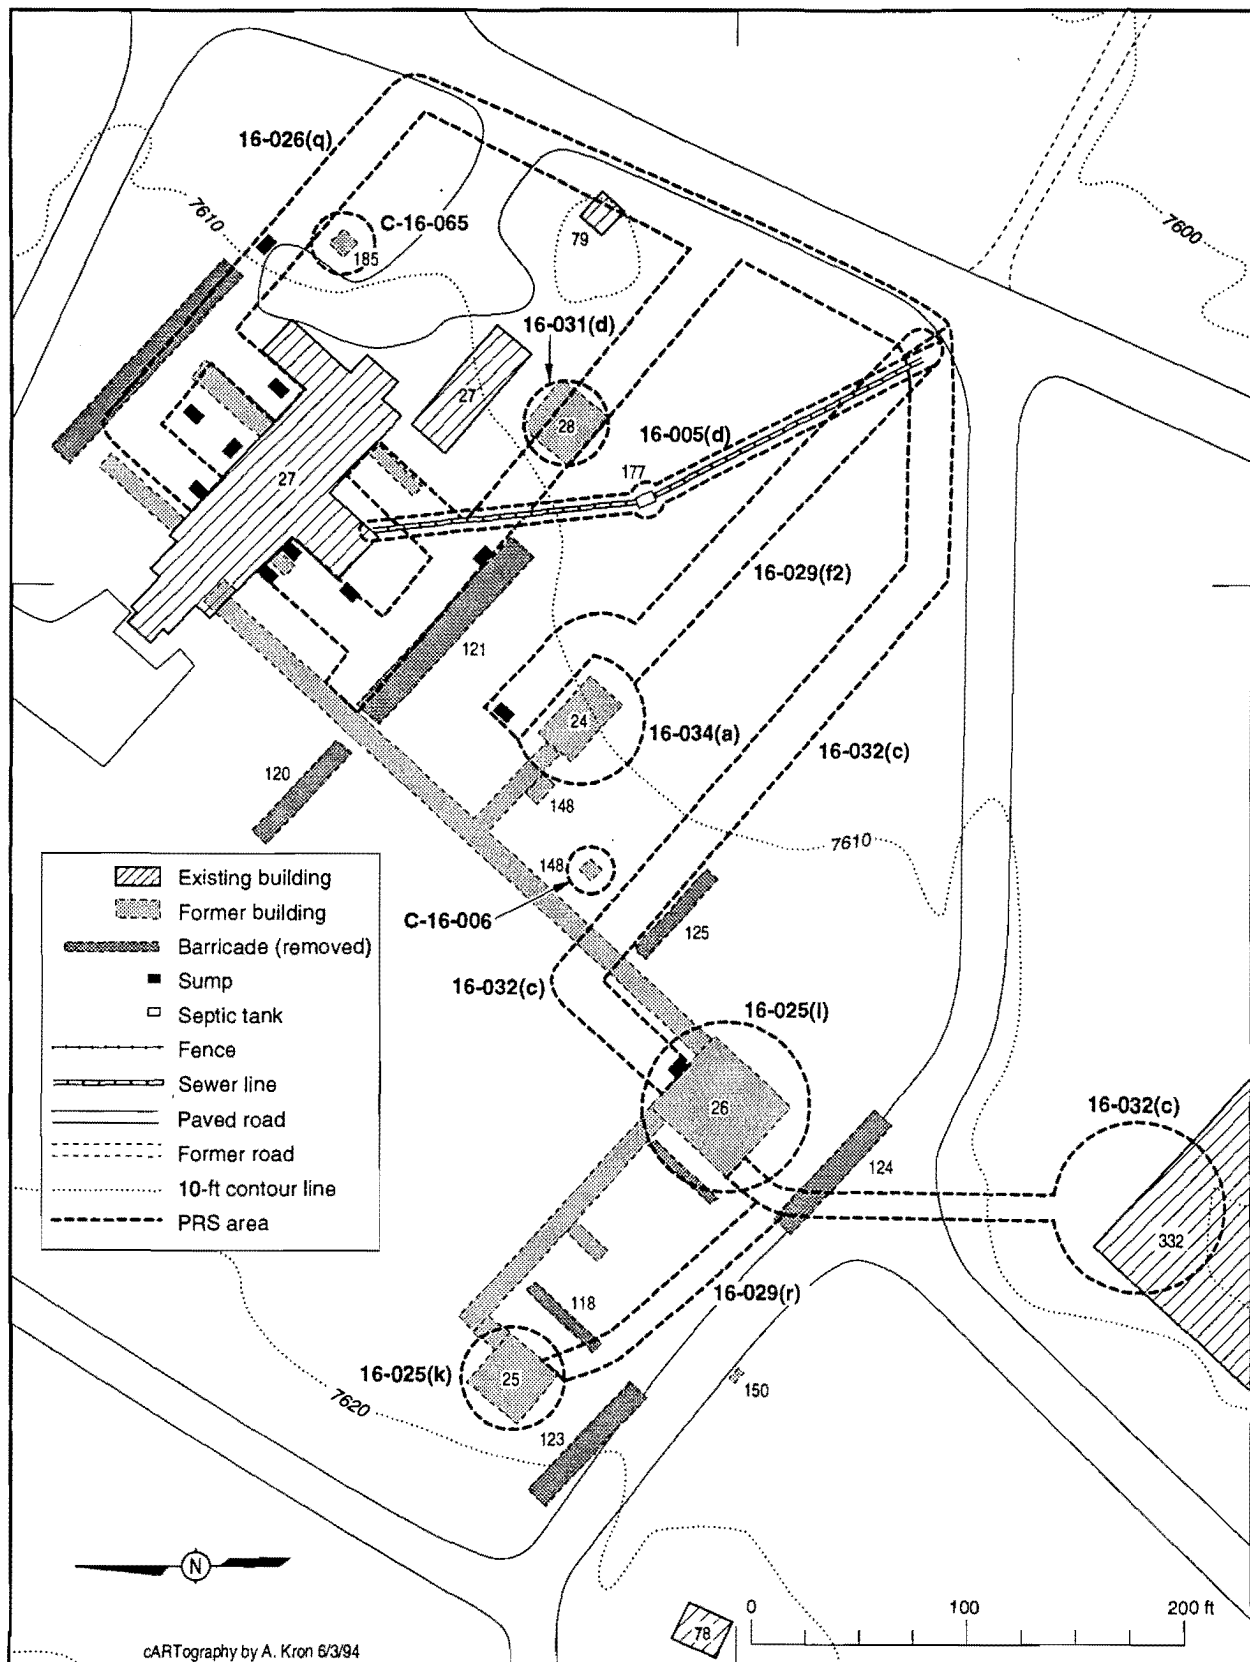 16-026(q)
7610
C-16-065
185
79
7600
16-031(d)
27
28
16-005(d)
177
27
16-029(f2)
121
24
16-034(a)
16-032(c)
120
148
7610
148
C-16-006
125
Existing building
Former building
Barricade (removed)
Sump
Septic tank
Fence
Sewer line
Paved road
Former road
10-ft contour line
PRS area
16-032(c)
16-025(l)
26
16-032(c)
124
332
16-029(r)
118
16-025(k)
25
150
7620
123
N
0 100 200 ft
78
cARTography by A. Kron 6/3/94